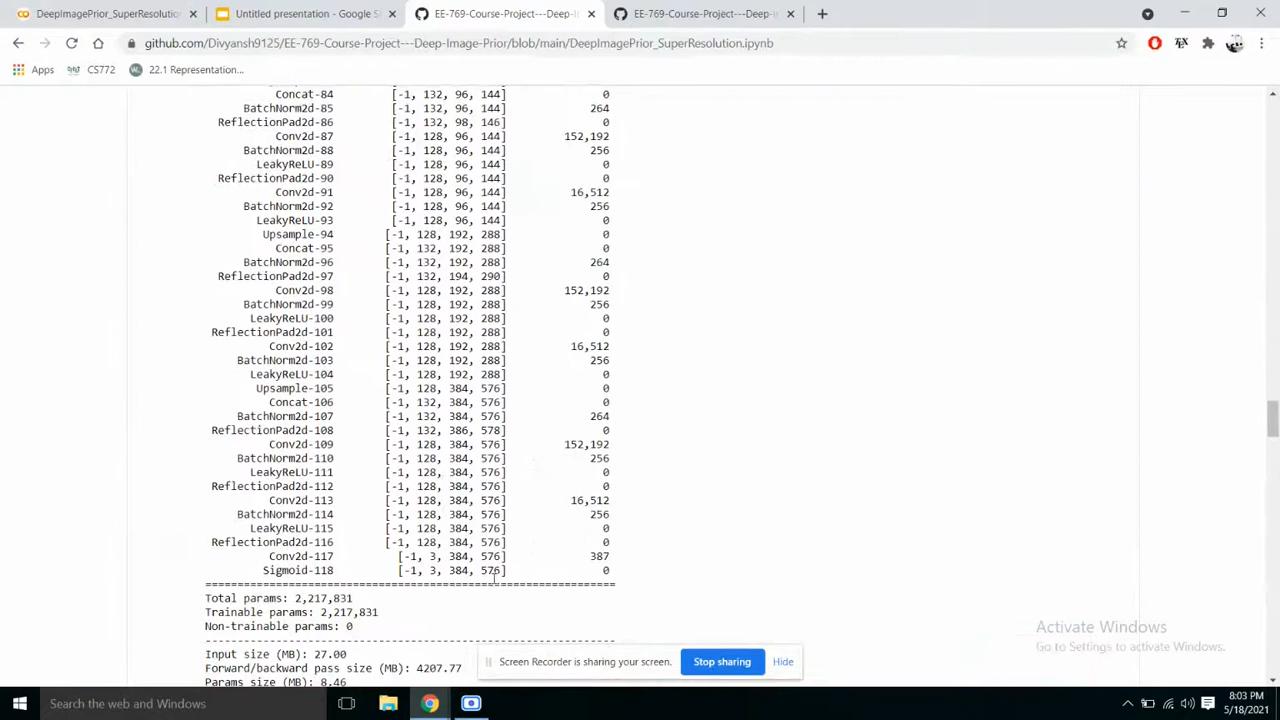 DeepImagePrior_SuperResolution
Untitled presentation - Google S
EE-769-Course-Project---Deep-I
EE-769-Course-Project---Deep-I
github.com/Divyansh9125/EE-769-Course-Project---Deep-Image-Prior/blob/main/DeepImagePrior_SuperResolution.ipynb
Apps CS772 22.1 Representation...
Concat-84 [-1, 132, 96, 144] 0
BatchNorm2d-85 [-1, 132, 96, 144] 264
ReflectionPad2d-86 [-1, 132, 98, 146] 0
Conv2d-87 [-1, 128, 96, 144] 152,192
BatchNorm2d-88 [-1, 128, 96, 144] 256
LeakyReLU-89 [-1, 128, 96, 144] 0
ReflectionPad2d-90 [-1, 128, 96, 144] 0
Conv2d-91 [-1, 128, 96, 144] 16,512
BatchNorm2d-92 [-1, 128, 96, 144] 256
LeakyReLU-93 [-1, 128, 96, 144] 0
Upsample-94 [-1, 128, 192, 288] 0
Concat-95 [-1, 132, 192, 288] 0
BatchNorm2d-96 [-1, 132, 192, 288] 264
ReflectionPad2d-97 [-1, 132, 194, 290] 0
Conv2d-98 [-1, 128, 192, 288] 152,192
BatchNorm2d-99 [-1, 128, 192, 288] 256
LeakyReLU-100 [-1, 128, 192, 288] 0
ReflectionPad2d-101 [-1, 128, 192, 288] 0
Conv2d-102 [-1, 128, 192, 288] 16,512
BatchNorm2d-103 [-1, 128, 192, 288] 256
LeakyReLU-104 [-1, 128, 192, 288] 0
Upsample-105 [-1, 128, 384, 576] 0
Concat-106 [-1, 132, 384, 576] 0
BatchNorm2d-107 [-1, 132, 384, 576] 264
ReflectionPad2d-108 [-1, 132, 386, 578] 0
Conv2d-109 [-1, 128, 384, 576] 152,192
BatchNorm2d-110 [-1, 128, 384, 576] 256
LeakyReLU-111 [-1, 128, 384, 576] 0
ReflectionPad2d-112 [-1, 128, 384, 576] 0
Conv2d-113 [-1, 128, 384, 576] 16,512
BatchNorm2d-114 [-1, 128, 384, 576] 256
LeakyReLU-115 [-1, 128, 384, 576] 0
ReflectionPad2d-116 [-1, 128, 384, 576] 0
Conv2d-117 [-1, 3, 384, 576] 387
Sigmoid-118 [-1, 3, 384, 576] 0
================================================================
Total params: 2,217,831
Trainable params: 2,217,831
Non-trainable params: 0
----------------------------------------------------------------
Input size (MB): 27.00
Forward/backward pass size (MB): 4207.77
Params size (MB): 8.46
Screen Recorder is sharing your screen. Stop sharing Hide
Activate Windows
Go to Settings to activate Windows.
Search the web and Windows
8:03 PM
5/18/2021